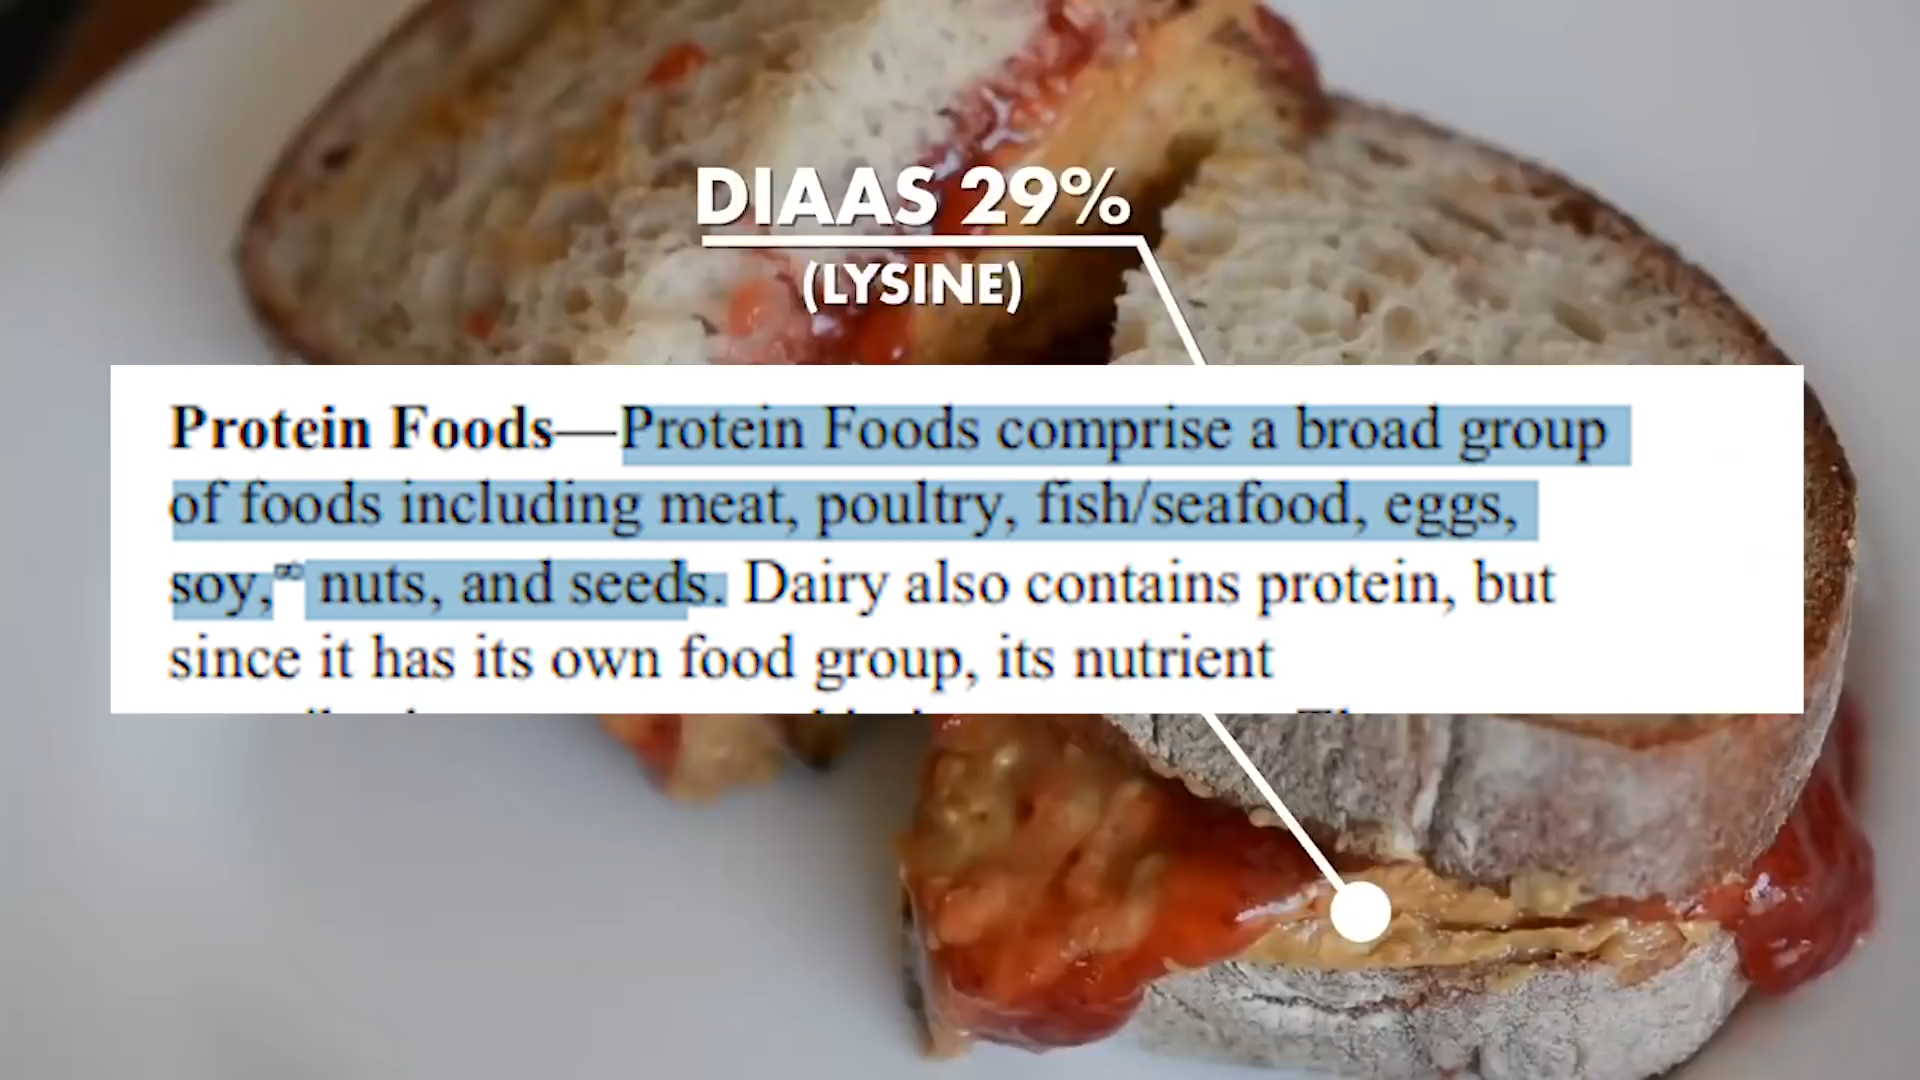 DIAAS 29%
(LYSINE)
Protein Foods—Protein Foods comprise a broad group
of foods including meat, poultry, fish/seafood, eggs,
soy,∞ nuts, and seeds. Dairy also contains protein, but
since it has its own food group, its nutrient